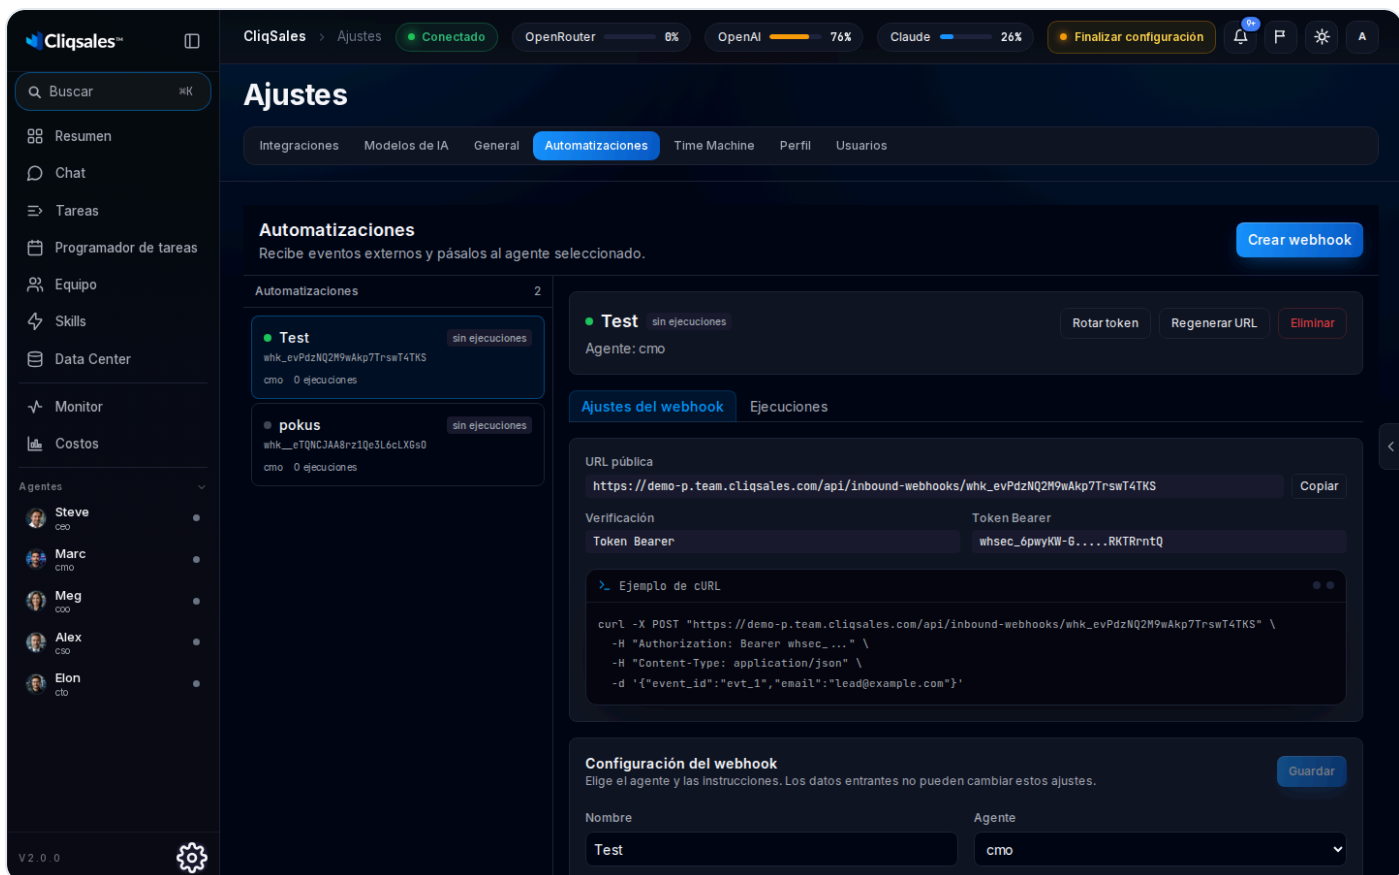 Cliqsales™
Buscar ⌘K
Resumen
Chat
Tareas
Programador de tareas
Equipo
Skills
Data Center
Monitor
Costos
Agentes
Steve
ceo
Marc
cmo
Meg
coo
Alex
cso
Elon
cto
V2.0.0
CliqSales > Ajustes Conectado OpenRouter 0% OpenAI 76% Claude 26% Finalizar configuración 9+ A
Ajustes
Integraciones Modelos de IA General Automatizaciones Time Machine Perfil Usuarios
Automatizaciones
Recibe eventos externos y pásalos al agente seleccionado.
Crear webhook
Automatizaciones 2
Test sin ejecuciones
whk_evPdzNQ2M9wAkp7TrswT4TKS
cmo 0 ejecuciones
pokus sin ejecuciones
whk__eTQNCJAA8rz1Qe3L6cLXGsO
cmo 0 ejecuciones
Test sin ejecuciones
Agente: cmo
Rotar token Regenerar URL Eliminar
Ajustes del webhook Ejecuciones
URL pública
https://demo-p.team.cliqsales.com/api/inbound-webhooks/whk_evPdzNQ2M9wAkp7TrswT4TKS Copiar
Verificación Token Bearer
Token Bearer whsec_6pwyKW-G.....RKTRrntQ
>_ Ejemplo de cURL
curl -X POST "https://demo-p.team.cliqsales.com/api/inbound-webhooks/whk_evPdzNQ2M9wAkp7TrswT4TKS" \
-H "Authorization: Bearer whsec_..." \
-H "Content-Type: application/json" \
-d '{"event_id":"evt_1","email":"lead@example.com"}'
Configuración del webhook
Elige el agente y las instrucciones. Los datos entrantes no pueden cambiar estos ajustes.
Guardar
Nombre Agente
Test cmo